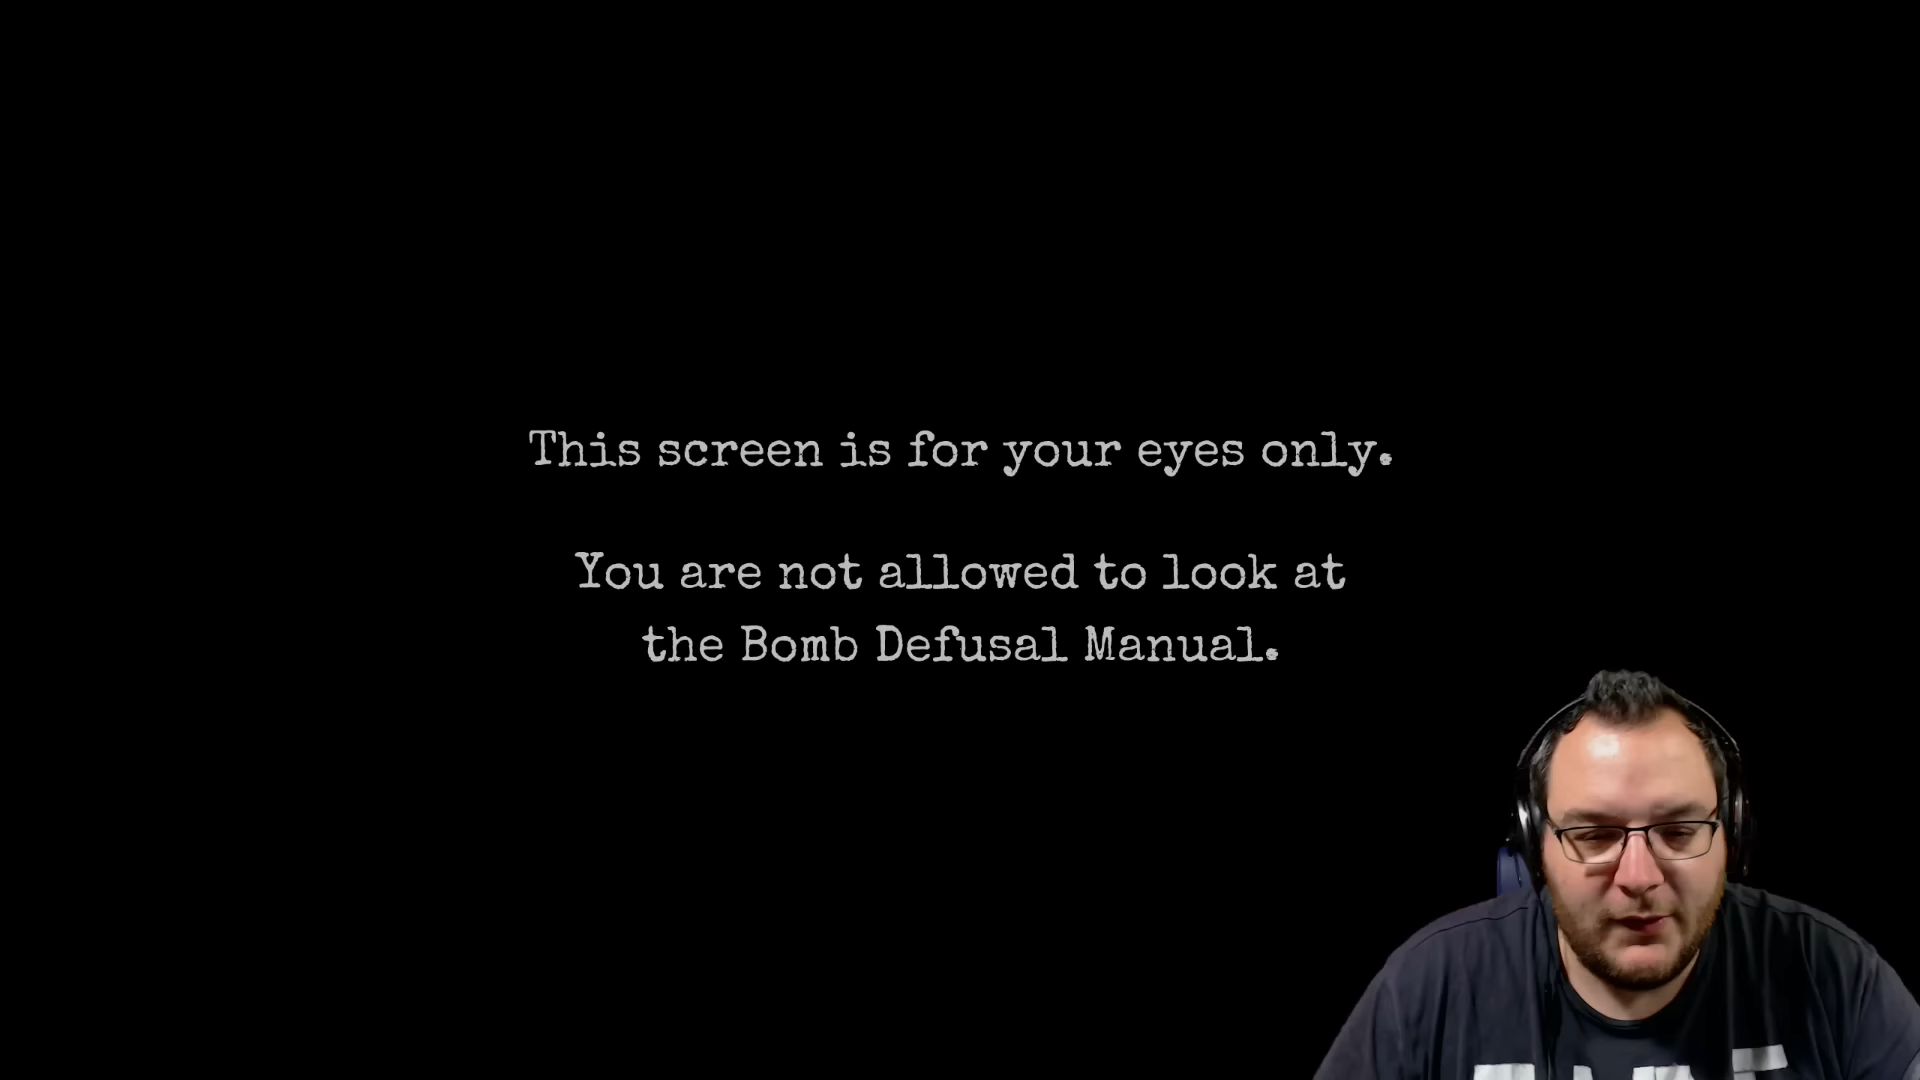 This screen is for your eyes only.
You are not allowed to look at
the Bomb Defusal Manual.